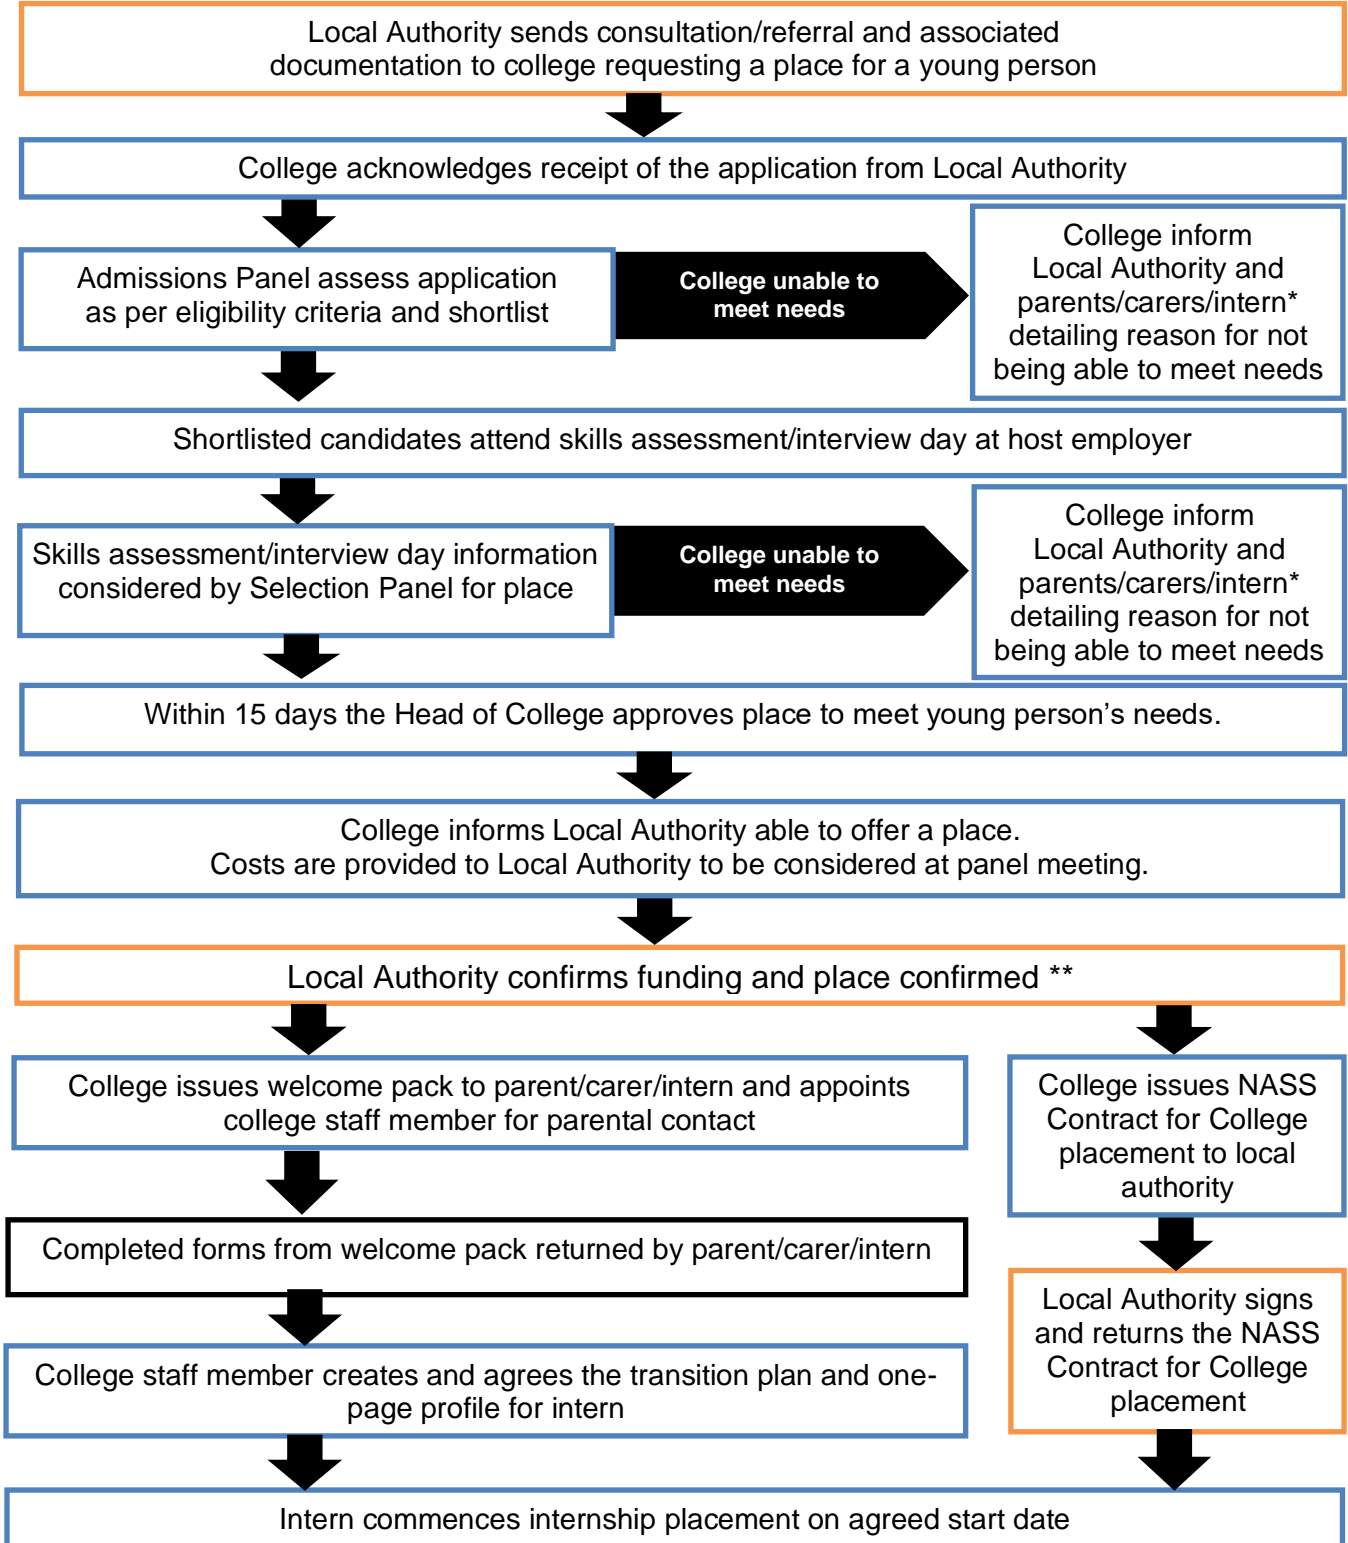 Local Authority sends consultation/referral and associated
documentation to college requesting a place for a young person
College acknowledges receipt of the application from Local Authority
Admissions Panel assess application
as per eligibility criteria and shortlist
College unable to
meet needs
College inform
Local Authority and
parents/carers/intern*
detailing reason for not
being able to meet needs
Shortlisted candidates attend skills assessment/interview day at host employer
Skills assessment/interview day information
considered by Selection Panel for place
College unable to
meet needs
College inform
Local Authority and
parents/carers/intern*
detailing reason for not
being able to meet needs
Within 15 days the Head of College approves place to meet young person’s needs.
College informs Local Authority able to offer a place.
Costs are provided to Local Authority to be considered at panel meeting.
Local Authority confirms funding and place confirmed **
College issues welcome pack to parent/carer/intern and appoints
college staff member for parental contact
Completed forms from welcome pack returned by parent/carer/intern
College staff member creates and agrees the transition plan and one-
page profile for intern
College issues NASS
Contract for College
placement to local
authority
Local Authority signs
and returns the NASS
Contract for College
placement
Intern commences internship placement on agreed start date